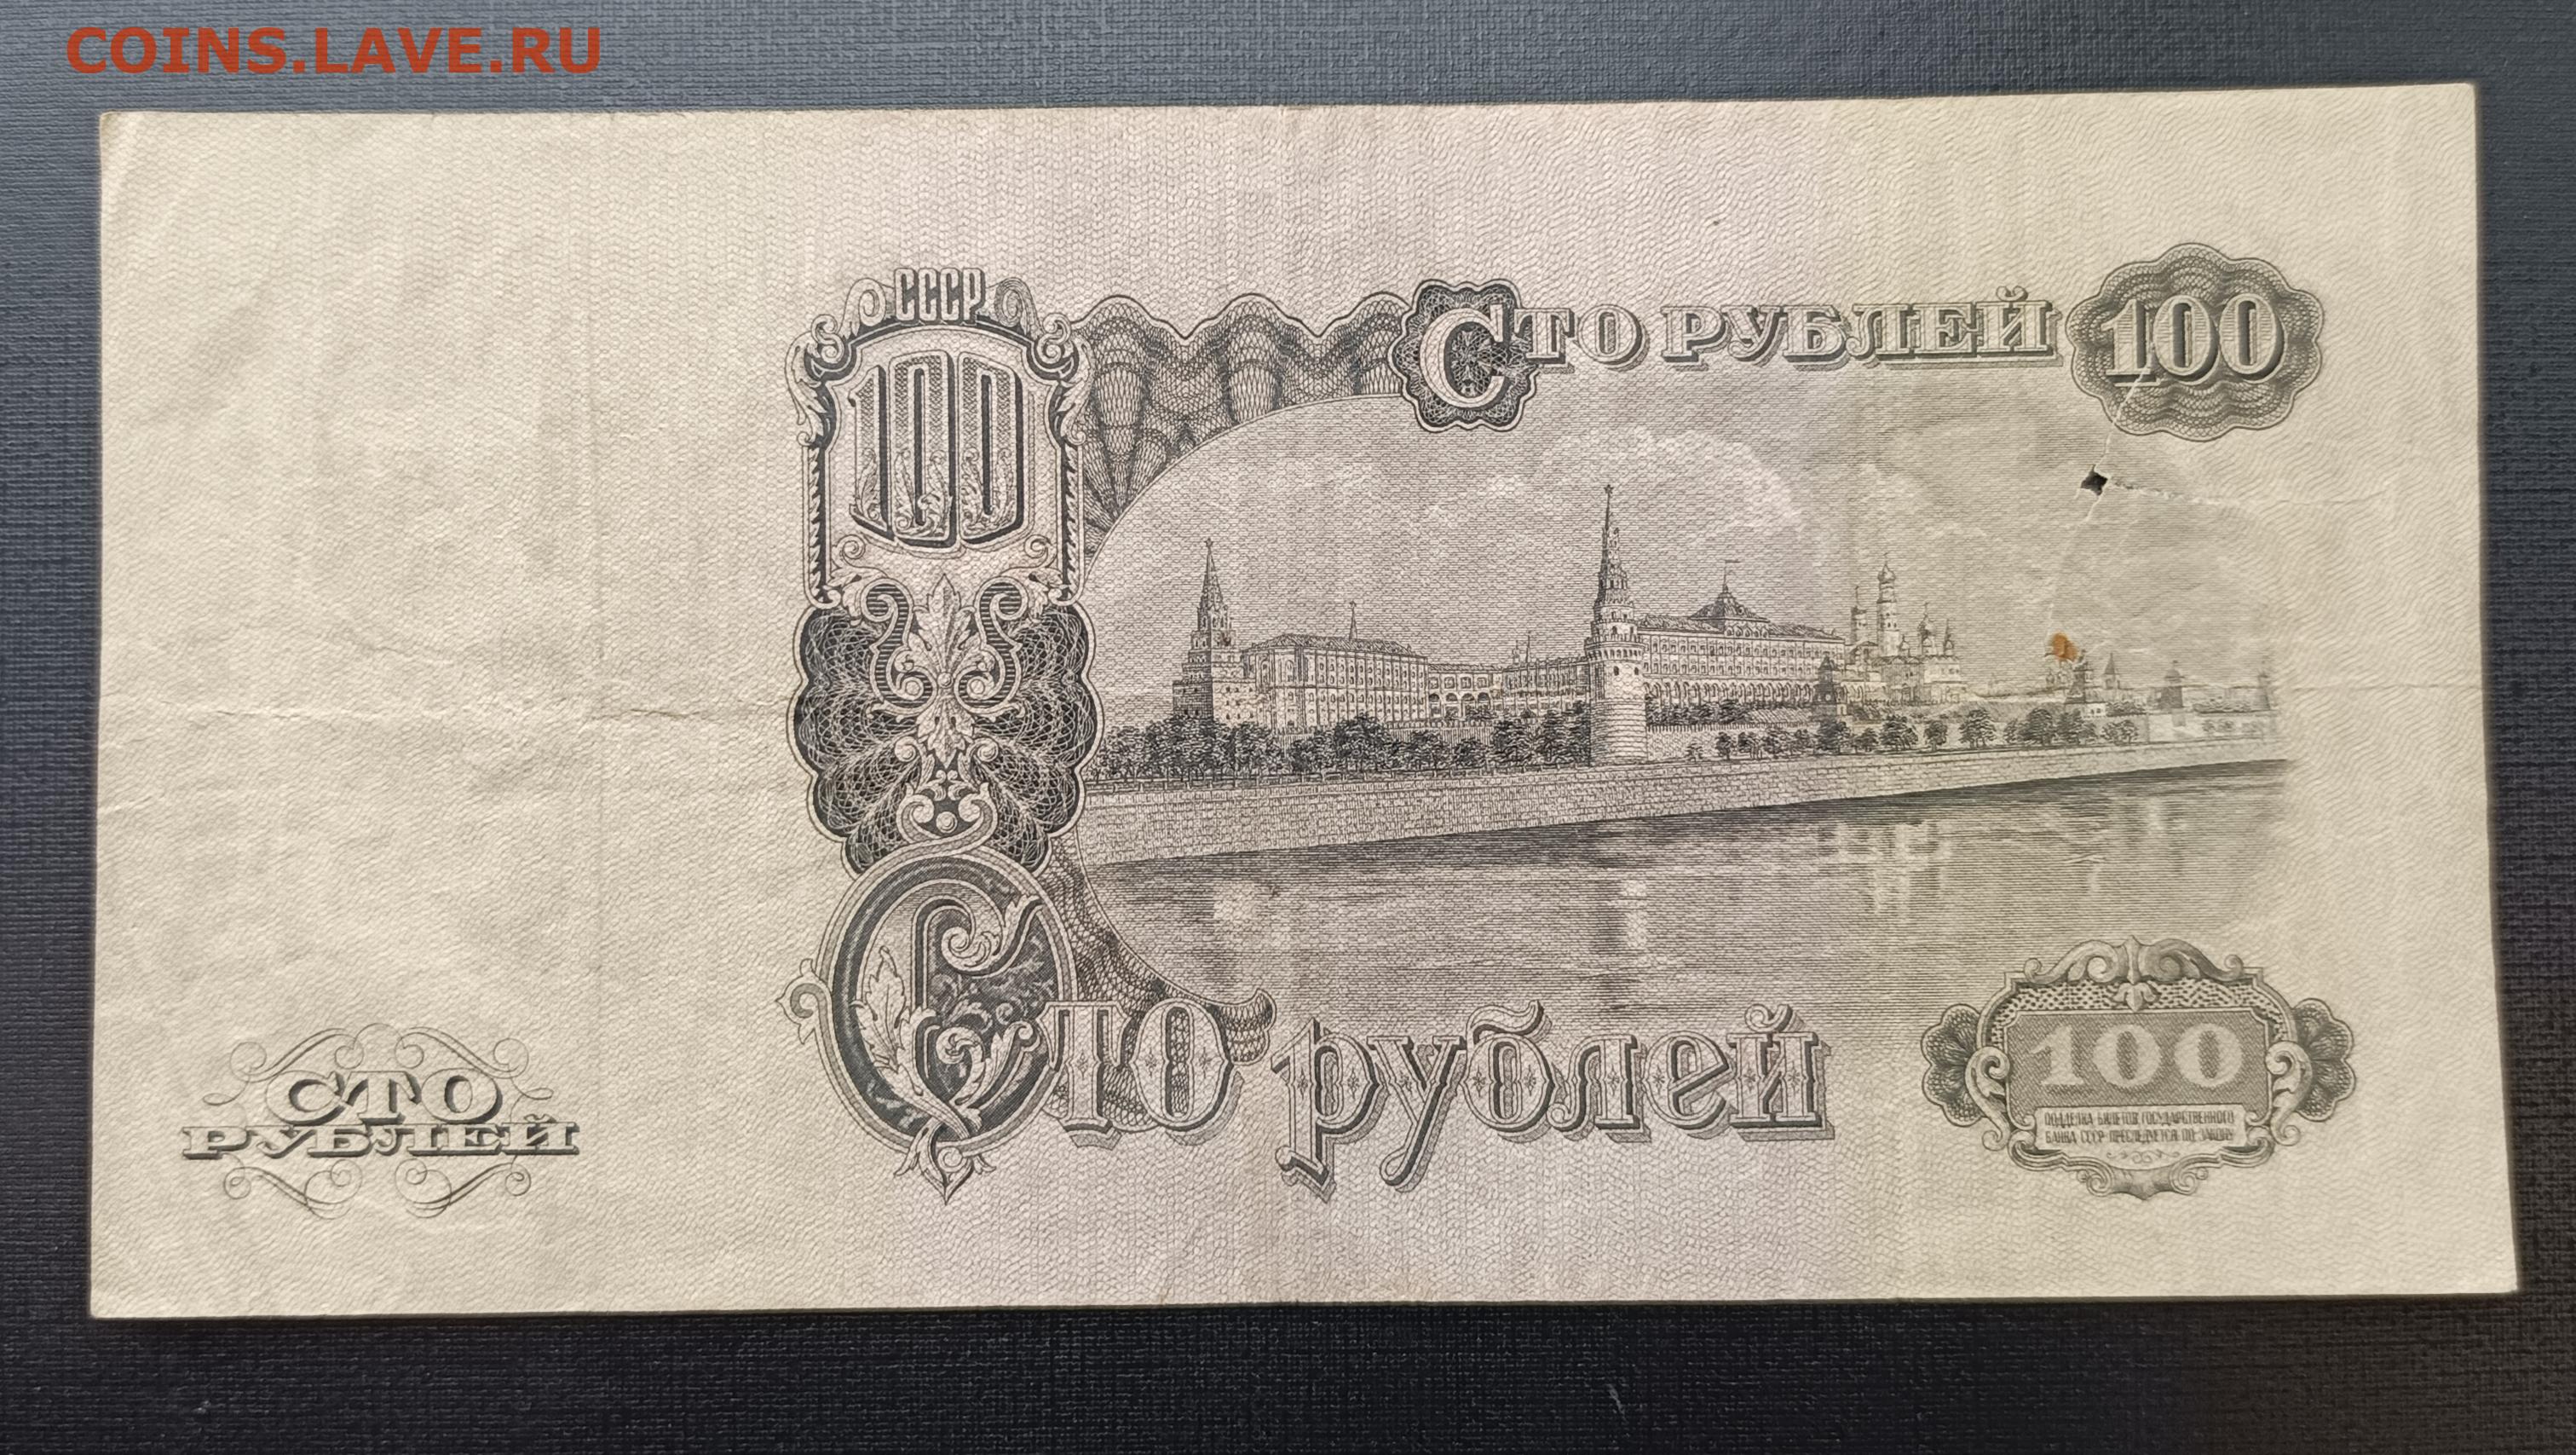 COINS.LAVE.RU
СССР
100
СТО РУБЛЕЙ
100
Сто рублей
СТО
РУБЛЕЙ
100
ПОДДЕЛКА БИЛЕТОВ ГОСУДАРСТВЕННОГО
БАНКА СССР ПРЕСЛЕДУЕТСЯ ПО ЗАКОНУ